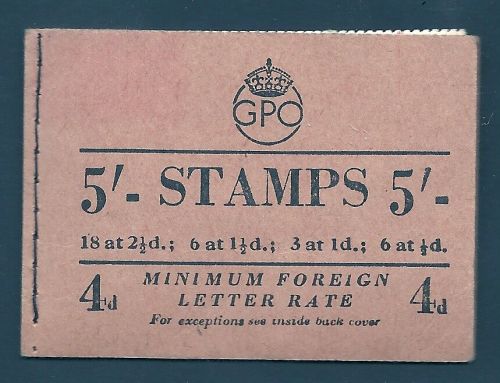 GPO
5'- STAMPS 5'-
18 at 2½d.; 6 at 1½d.; 3 at 1d.; 6 at ½d.
4d MINIMUM FOREIGN 4d
LETTER RATE
For exceptions see inside back cover